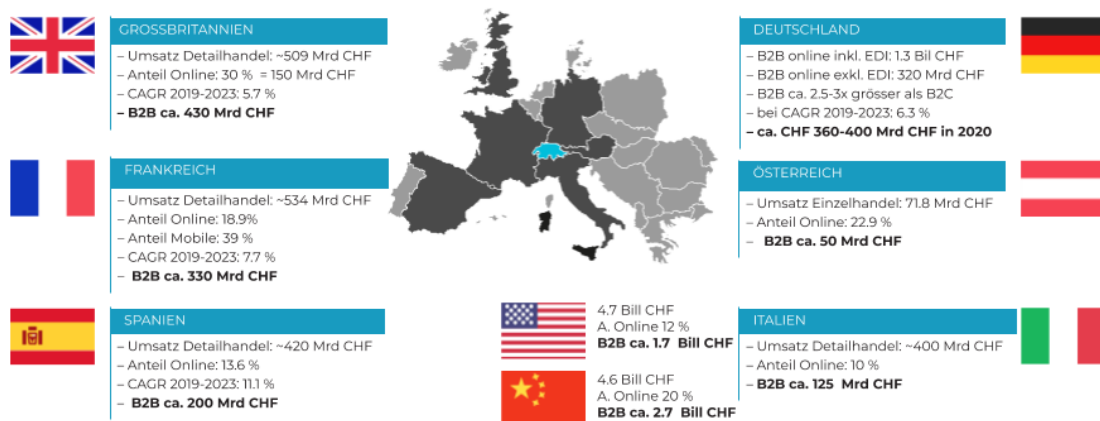 GROSSBRITANNIEN
– Umsatz Detailhandel: ~509 Mrd CHF
– Anteil Online: 30 % = 150 Mrd CHF
– CAGR 2019-2023: 5.7 %
– B2B ca. 430 Mrd CHF
FRANKREICH
– Umsatz Detailhandel: ~534 Mrd CHF
– Anteil Online: 18.9%
– Anteil Mobile: 39 %
– CAGR 2019-2023: 7.7 %
– B2B ca. 330 Mrd CHF
SPANIEN
– Umsatz Detailhandel: ~420 Mrd CHF
– Anteil Online: 13.6 %
– CAGR 2019-2023: 11.1 %
– B2B ca. 200 Mrd CHF
4.7 Bill CHF
A. Online 12 %
B2B ca. 1.7 Bill CHF
4.6 Bill CHF
A. Online 20 %
B2B ca. 2.7 Bill CHF
DEUTSCHLAND
– B2B online inkl. EDI: 1.3 Bil CHF
– B2B online exkl. EDI: 320 Mrd CHF
– B2B ca. 2.5-3x grösser als B2C
– bei CAGR 2019-2023: 6.3 %
– ca. CHF 360-400 Mrd CHF in 2020
ÖSTERREICH
– Umsatz Einzelhandel: 71.8 Mrd CHF
– Anteil Online: 22.9 %
– B2B ca. 50 Mrd CHF
ITALIEN
– Umsatz Detailhandel: ~400 Mrd CHF
– Anteil Online: 10 %
– B2B ca. 125 Mrd CHF